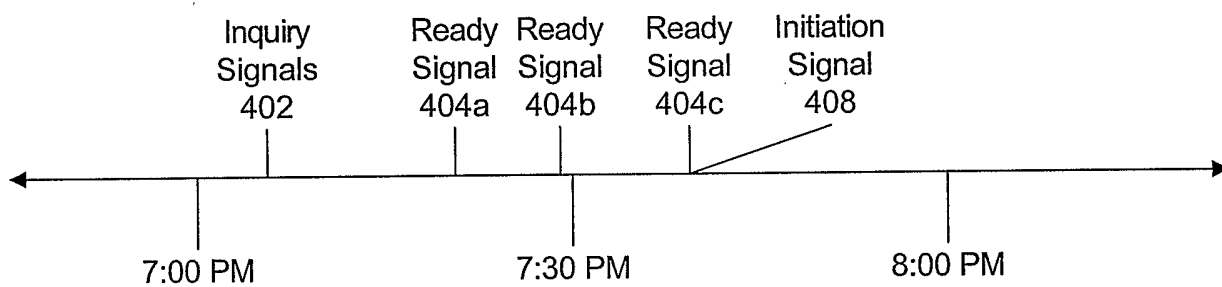 Inquiry
Signals
402
Ready
Signal
404a
Ready
Signal
404b
Ready
Signal
404c
Initiation
Signal
408
7:00 PM
7:30 PM
8:00 PM